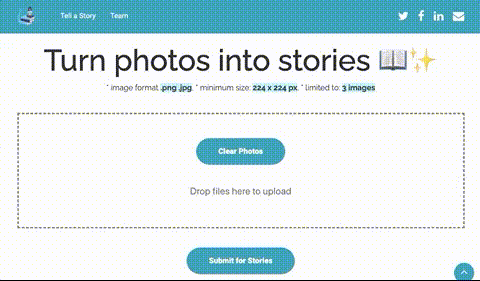 Tell a Story Team
Turn photos into stories 📖✨
* image format .png .jpg, * minimum size: 224 x 224 px, * limited to: 3 images
Clear Photos
Drop files here to upload
Submit for Stories